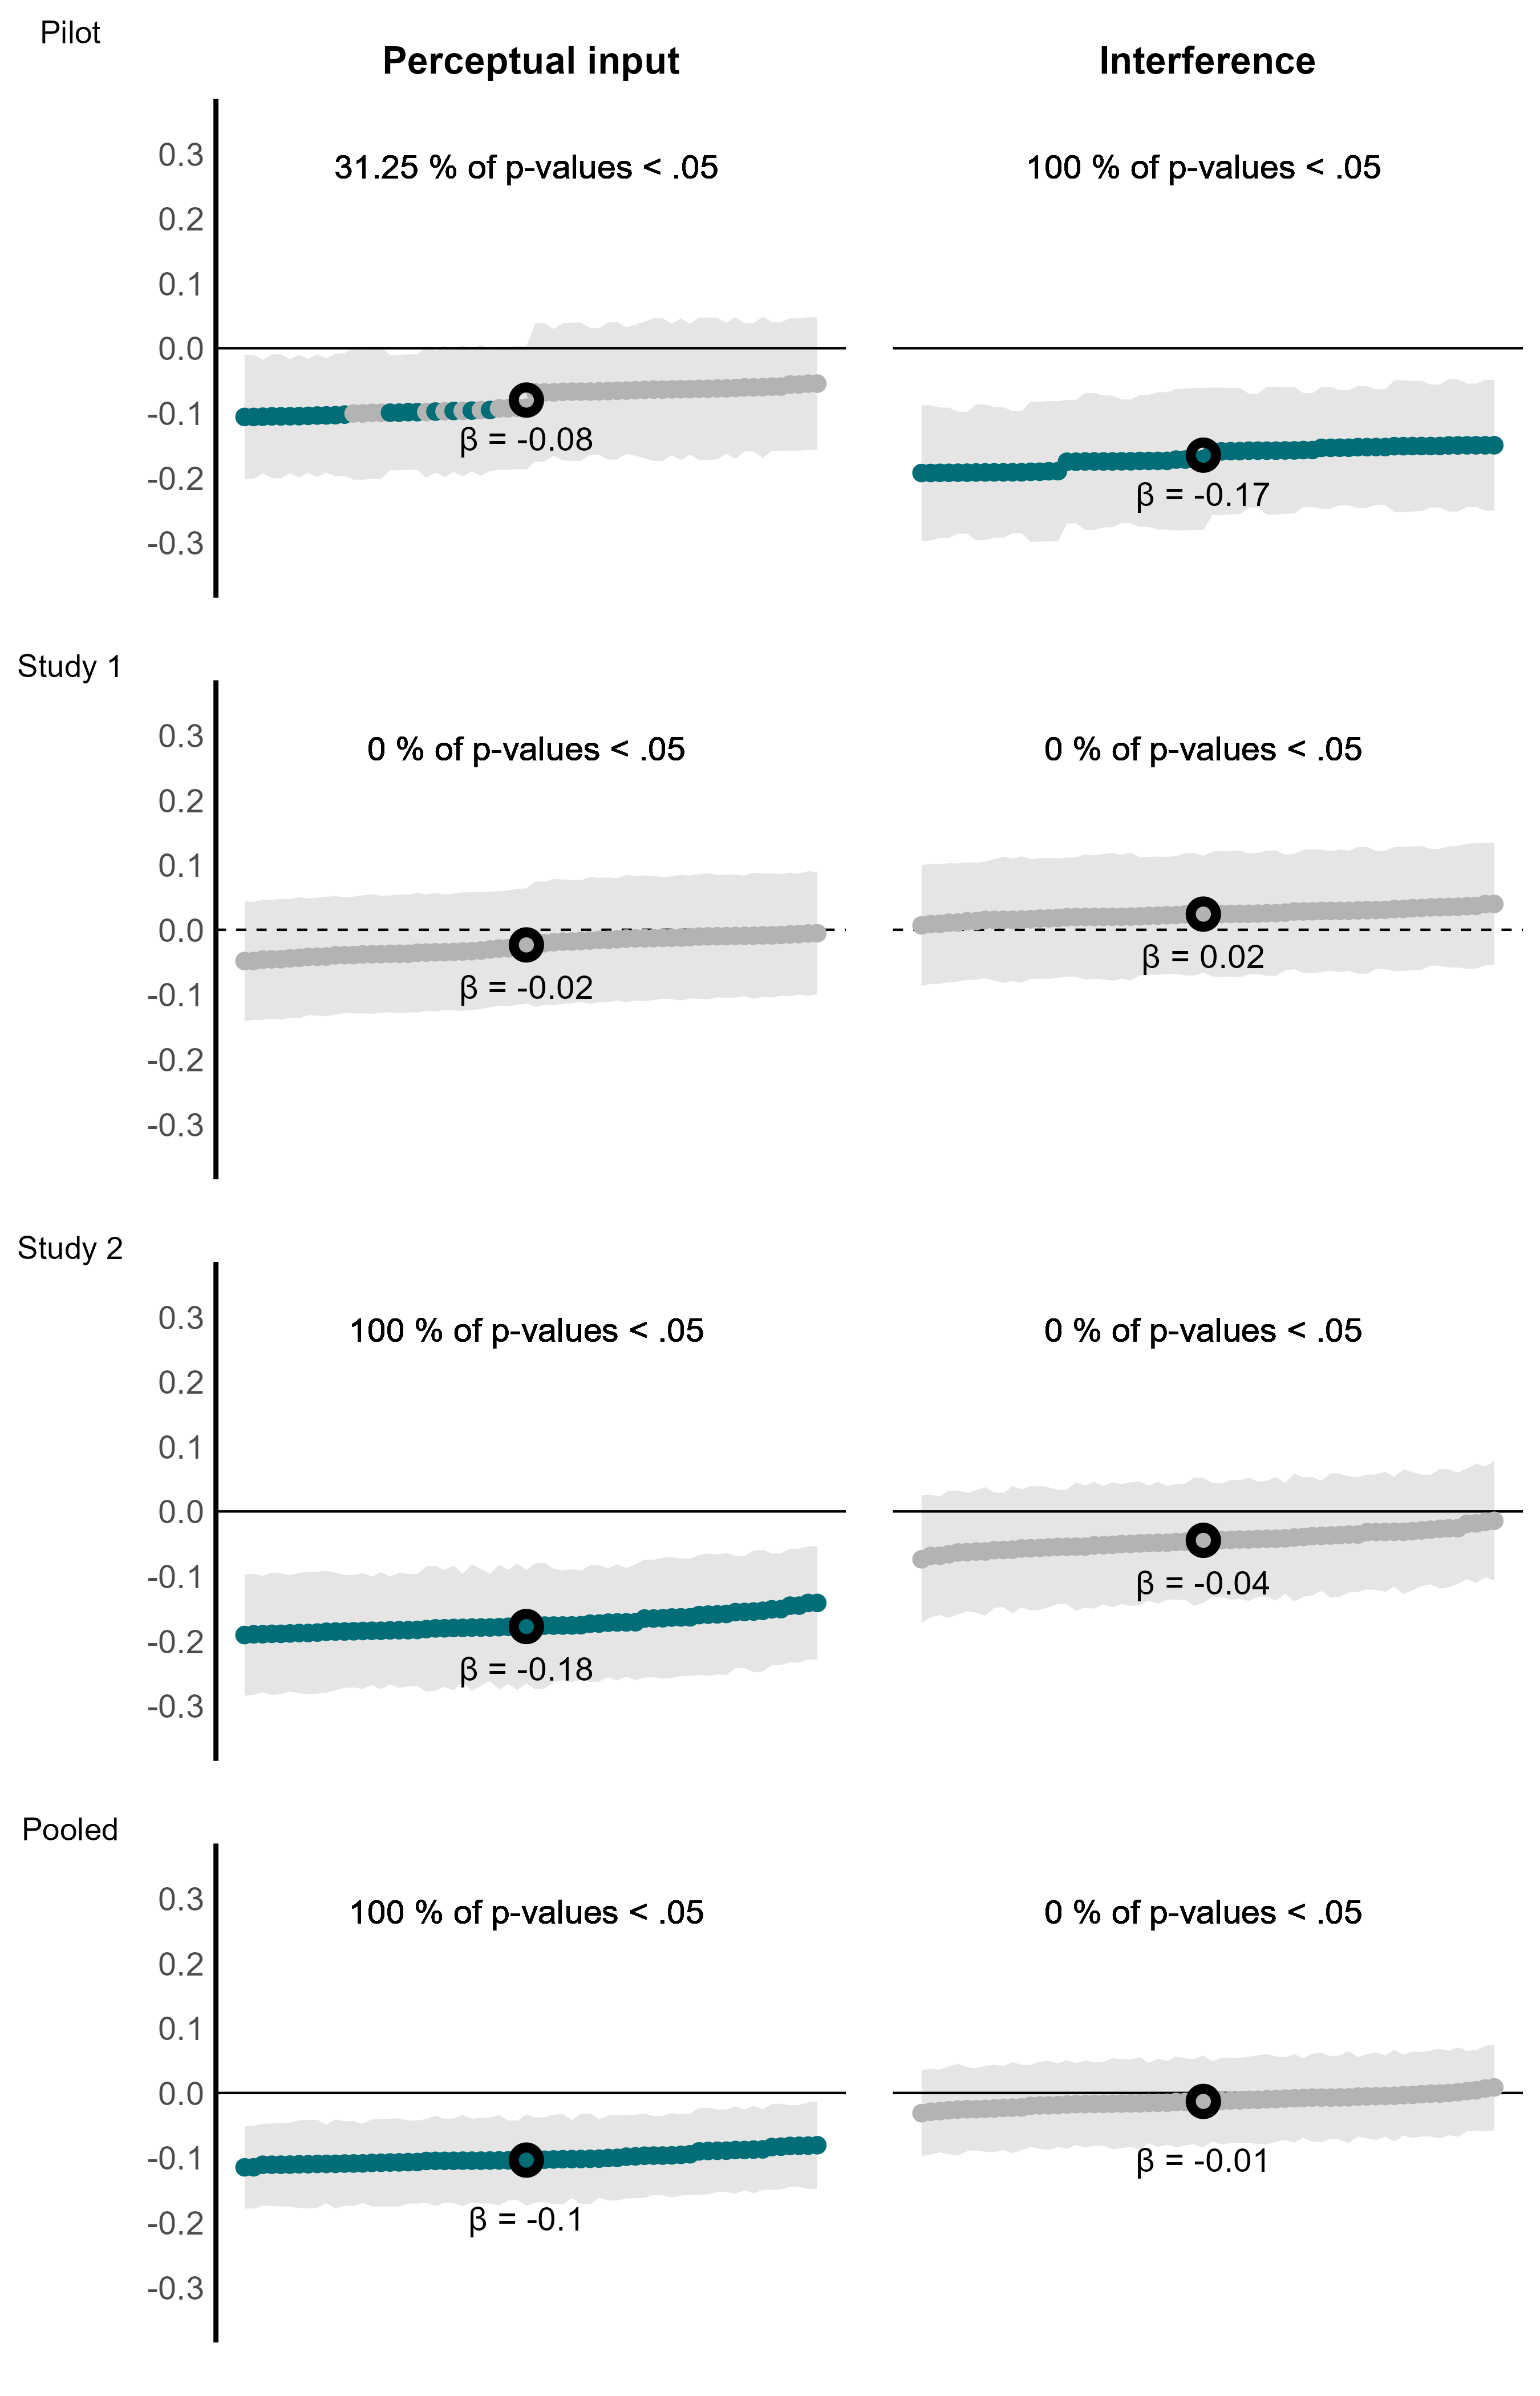 Pilot
Perceptual input
Interference
31.25 % of p-values < .05
100 % of p-values < .05
0.3
0.2
0.1
0.0
-0.1
-0.2
-0.3
β = -0.08
β = -0.17
Study 1
0 % of p-values < .05
0 % of p-values < .05
0.3
0.2
0.1
0.0
-0.1
-0.2
-0.3
β = -0.02
β = 0.02
Study 2
100 % of p-values < .05
0 % of p-values < .05
0.3
0.2
0.1
0.0
-0.1
-0.2
-0.3
β = -0.18
β = -0.04
Pooled
100 % of p-values < .05
0 % of p-values < .05
0.3
0.2
0.1
0.0
-0.1
-0.2
-0.3
β = -0.1
β = -0.01